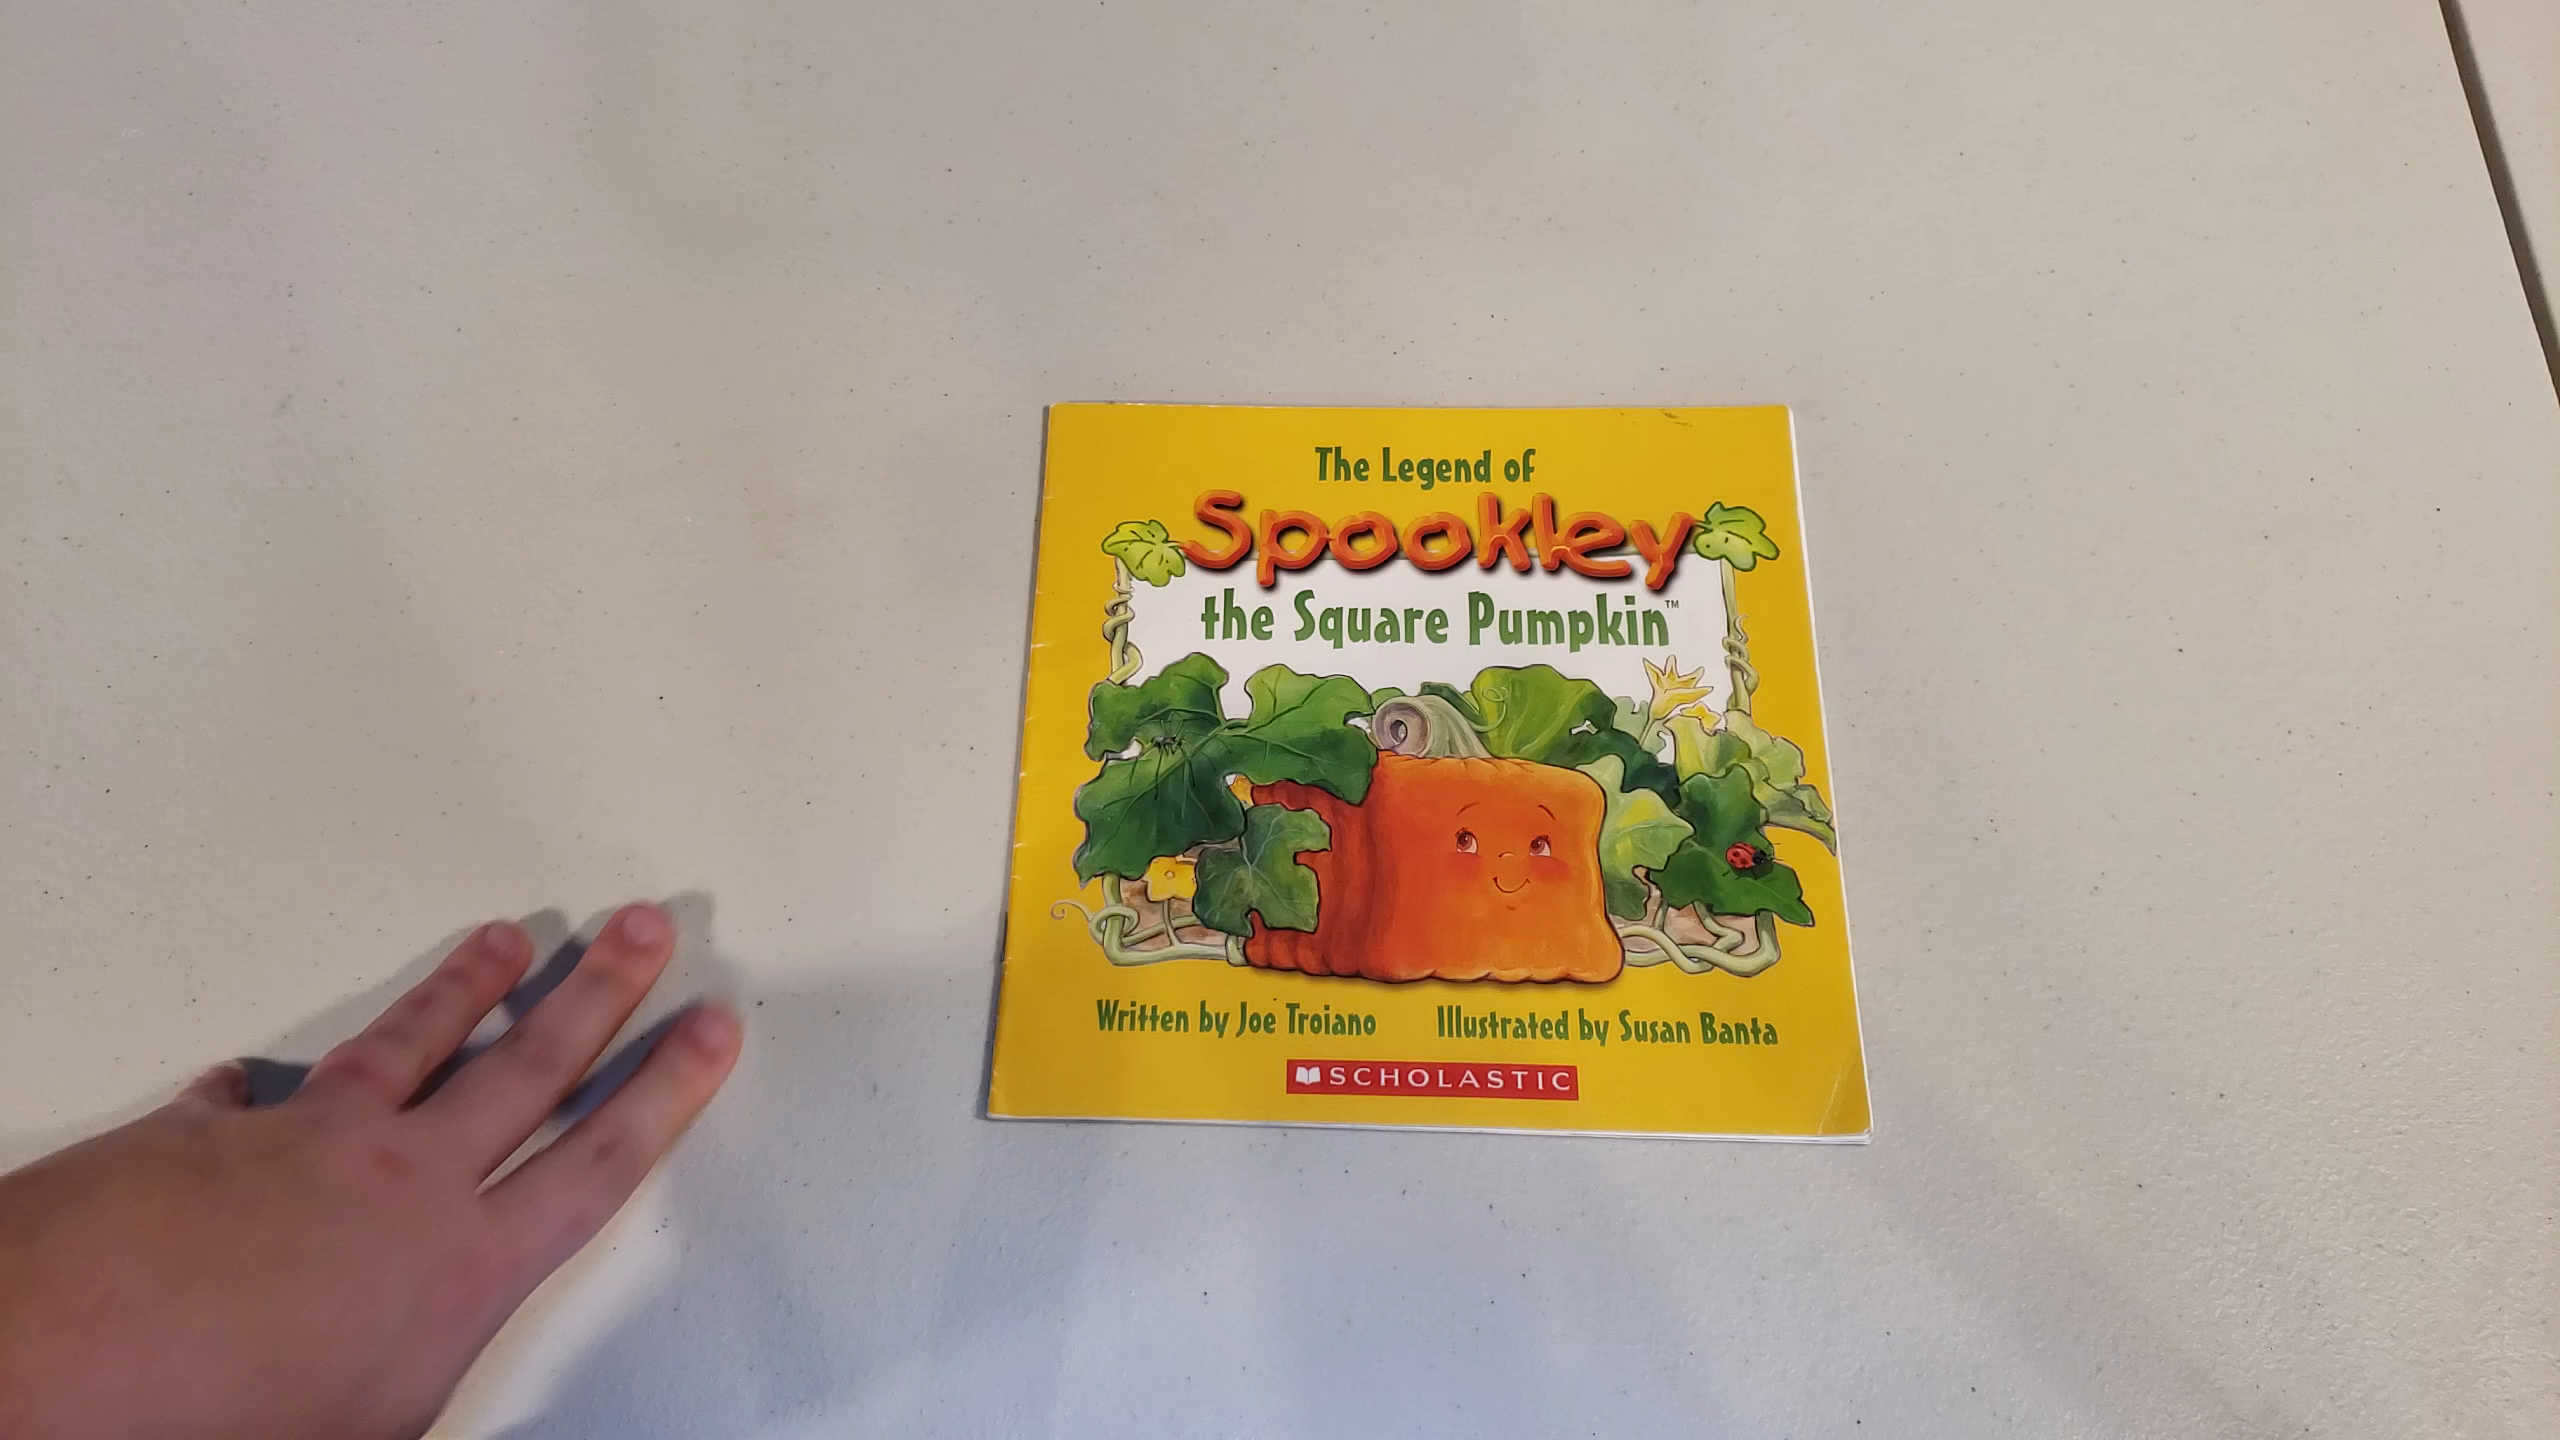 The Legend of
Spookley
the Square Pumpkin™
Written by Joe Troiano Illustrated by Susan Banta
SCHOLASTIC